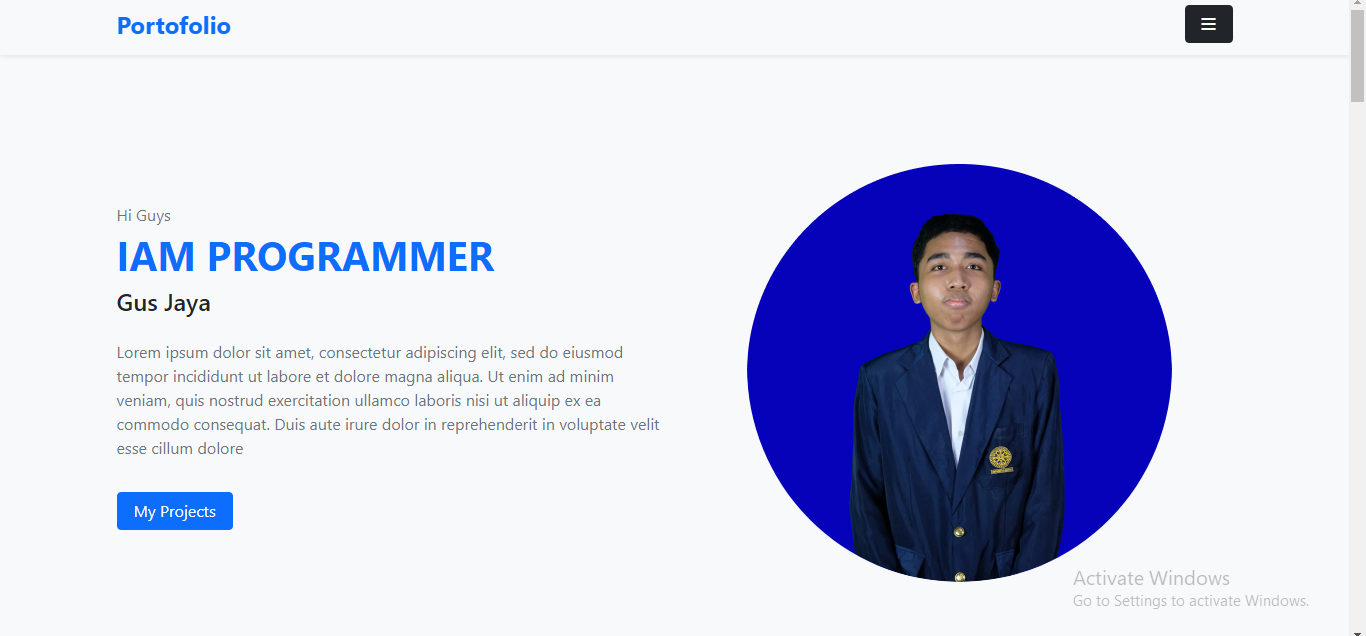 Portofolio
Hi Guys
IAM PROGRAMMER
Gus Jaya
Lorem ipsum dolor sit amet, consectetur adipiscing elit, sed do eiusmod
tempor incididunt ut labore et dolore magna aliqua. Ut enim ad minim
veniam, quis nostrud exercitation ullamco laboris nisi ut aliquip ex ea
commodo consequat. Duis aute irure dolor in reprehenderit in voluptate velit
esse cillum dolore
My Projects
Activate Windows
Go to Settings to activate Windows.